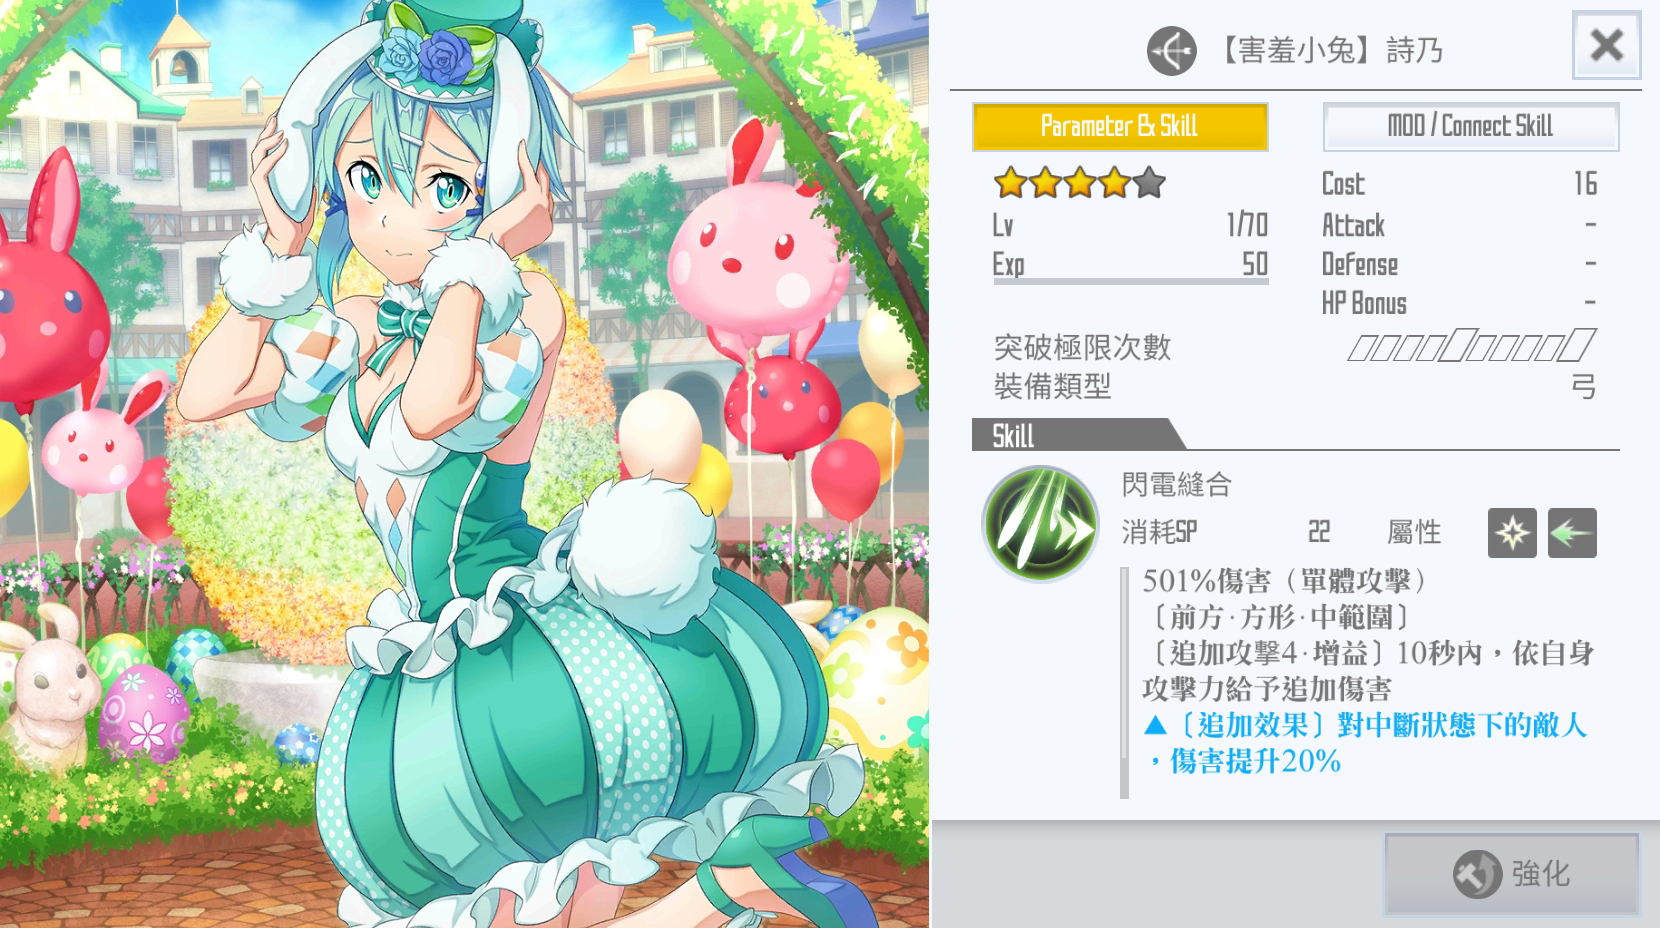 【害羞小兔】詩乃
Parameter & Skill
MOD / Connect Skill
Lv 1/70
Exp 50
Cost 16
Attack -
Defense -
HP Bonus -
突破極限次數
裝備類型 弓
Skill
閃電縫合
消耗SP 22 屬性
501%傷害（單體攻擊）
〔前方·方形·中範圍〕
〔追加攻擊4·增益〕10秒內，依自身
攻擊力給予追加傷害
▲〔追加效果〕對中斷狀態下的敵人
，傷害提升20%
強化